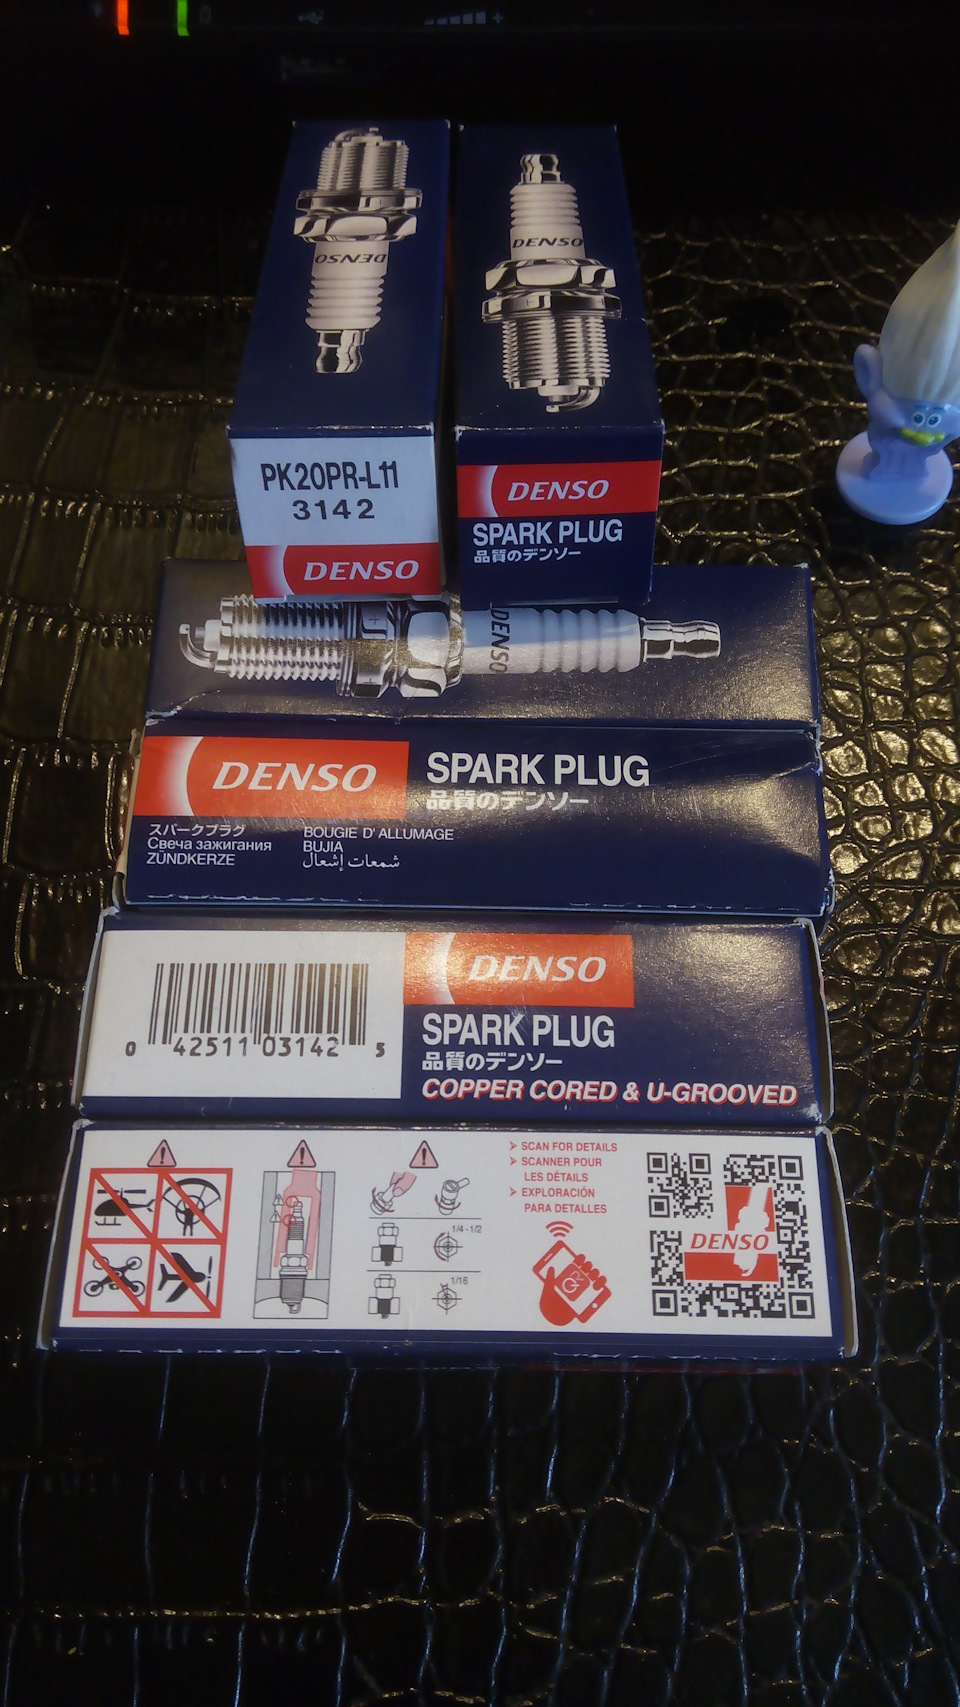 DENSO
DENSO
PK20PR-L11
3142
DENSO
DENSO
SPARK PLUG
品質のデンソー
DENSO
DENSO
SPARK PLUG
品質のデンソー
スパークプラグ
Свеча зажигания
ZÜNDKERZE
BOUGIE D' ALLUMAGE
BUJIA
شمعات إشعال
0 42511 03142 5
DENSO
SPARK PLUG
品質のデンソー
COPPER CORED & U-GROOVED
1/4 -1/2
1/16
SCAN FOR DETAILS
SCANNER POUR
LES DÉTAILS
EXPLORACIÓN
PARA DETALLES
DENSO